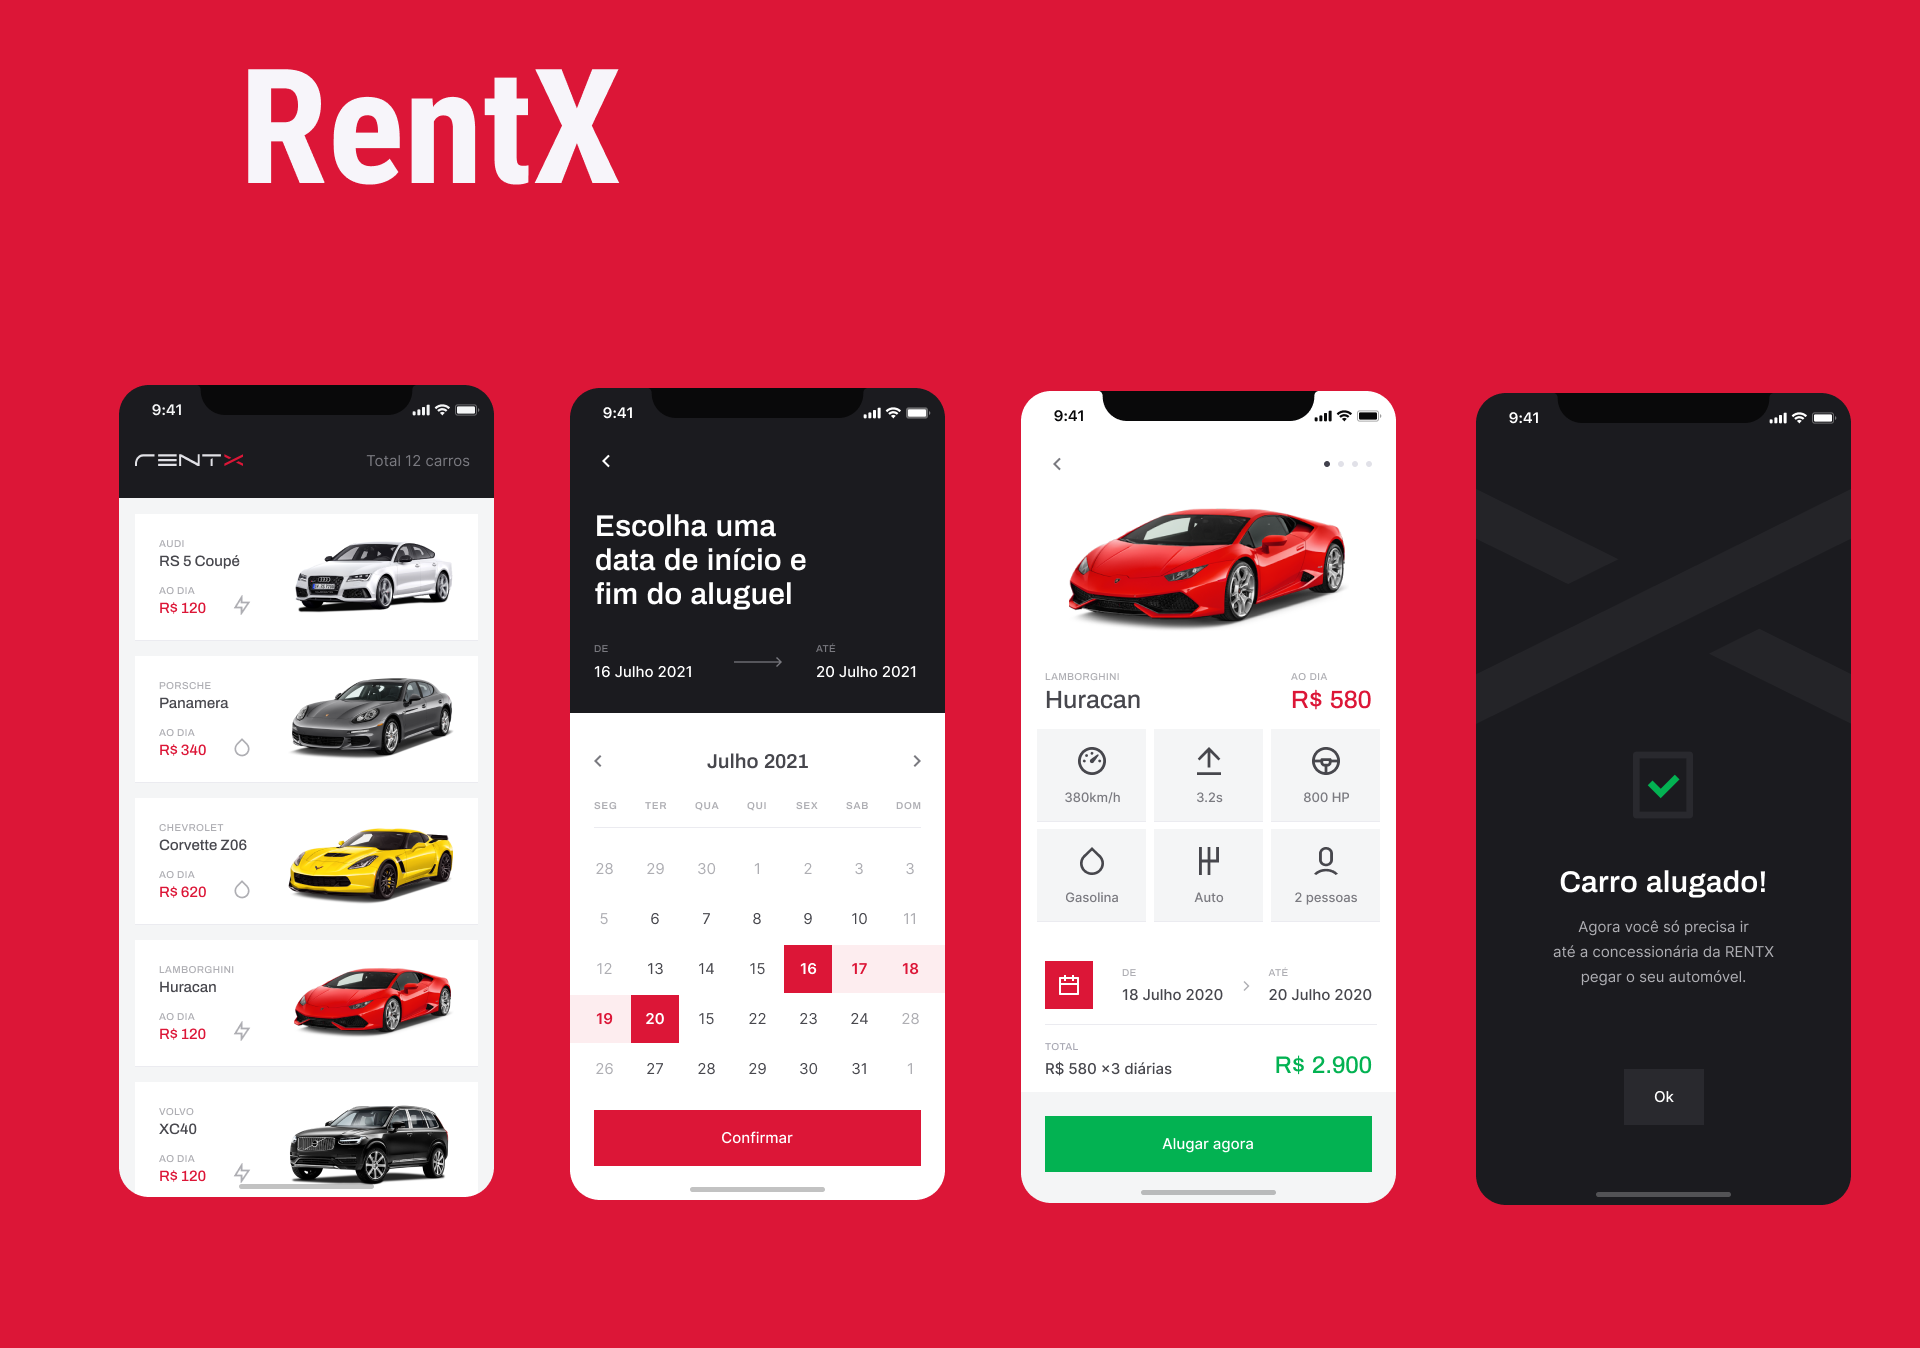 RentX
9:41
RENTX
Total 12 carros
AUDI
RS 5 Coupé
AO DIA
R$ 120
PORSCHE
Panamera
AO DIA
R$ 340
CHEVROLET
Corvette Z06
AO DIA
R$ 620
LAMBORGHINI
Huracan
AO DIA
R$ 120
VOLVO
XC40
AO DIA
R$ 120
9:41
Escolha uma
data de início e
fim do aluguel
DE ATÉ
16 Julho 2021 20 Julho 2021
Julho 2021
SEG TER QUA QUI SEX SAB DOM
28 29 30 1 2 3 3
5 6 7 8 9 10 11
12 13 14 15 16 17 18
19 20 15 22 23 24 28
26 27 28 29 30 31 1
Confirmar
9:41
LAMBORGHINI AO DIA
Huracan R$ 580
380km/h 3.2s 800 HP
Gasolina Auto 2 pessoas
DE ATÉ
18 Julho 2020 20 Julho 2020
TOTAL
R$ 580 ×3 diárias R$ 2.900
Alugar agora
9:41
Carro alugado!
Agora você só precisa ir
até a concessionária da RENTX
pegar o seu automóvel.
Ok